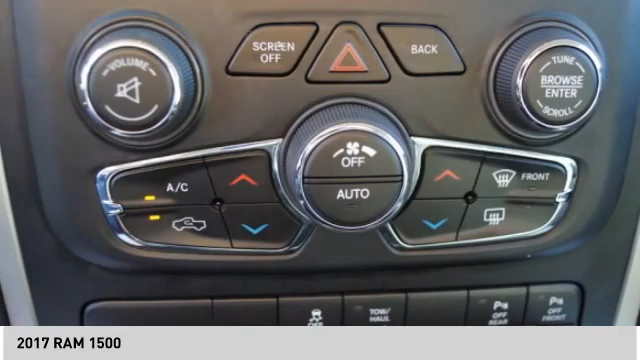 VOLUME
SCREEN
OFF
BACK
TUNE
BROWSE
ENTER
SCROLL
OFF
AUTO
A/C
FRONT
OFF
TOW/
HAUL
P
OFF
REAR
P
OFF
FRONT
2017 RAM 1500